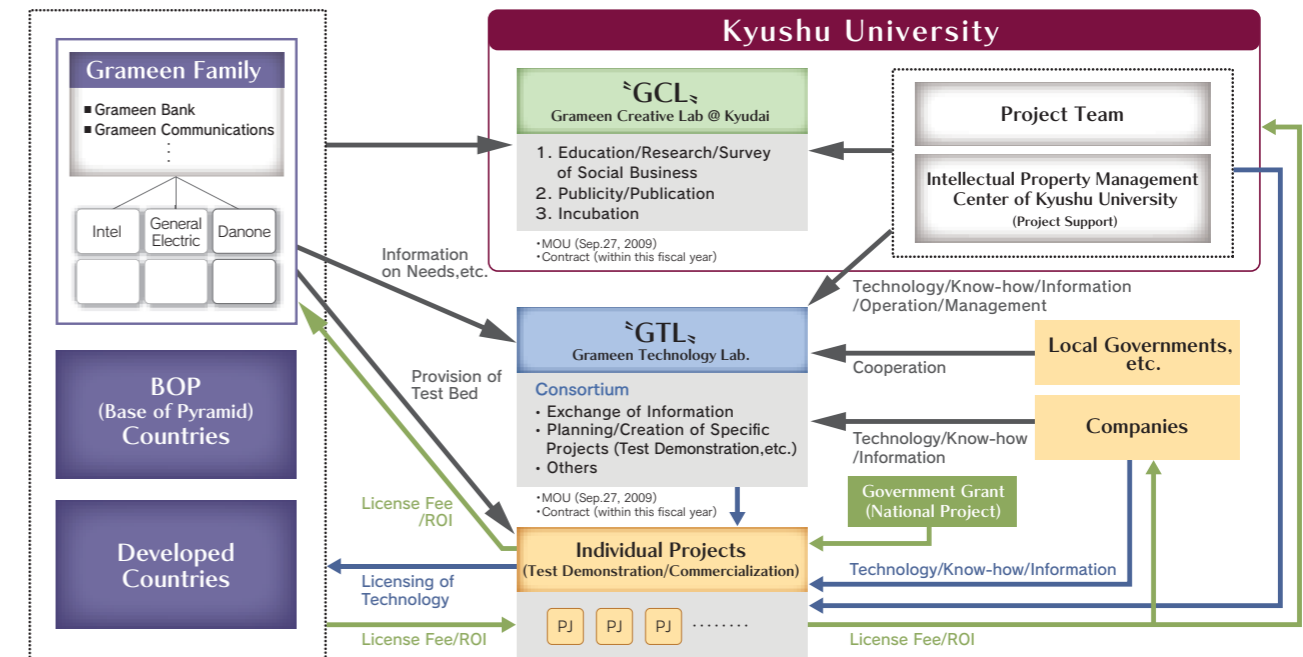 Kyushu University
Grameen Family
■ Grameen Bank
■ Grameen Communications
⋮
Intel
General
Electric
Danone
BOP
(Base of Pyramid)
Countries
Developed
Countries
〝GCL〟
Grameen Creative Lab @ Kyudai
1. Education/Research/Survey
of Social Business
2. Publicity/Publication
3. Incubation
・MOU (Sep.27, 2009)
・Contract (within this fiscal year)
Project Team
Intellectual Property Management
Center of Kyushu University
(Project Support)
Information
on Needs,etc.
Technology/Know-how/Information
/Operation/Management
〝GTL〟
Grameen Technology Lab.
Consortium
・ Exchange of Information
・ Planning/Creation of Specific
Projects (Test Demonstration,etc.)
・ Others
・MOU (Sep.27, 2009)
・Contract (within this fiscal year)
Local Governments,
etc.
Cooperation
Companies
Technology/Know-how
/Information
Provision of
Test Bed
Government Grant
(National Project)
License Fee
/ROI
Individual Projects
(Test Demonstration/Commercialization)
Technology/Know-how/Information
Licensing of
Technology
PJ PJ PJ ········
License Fee/ROI
License Fee/ROI